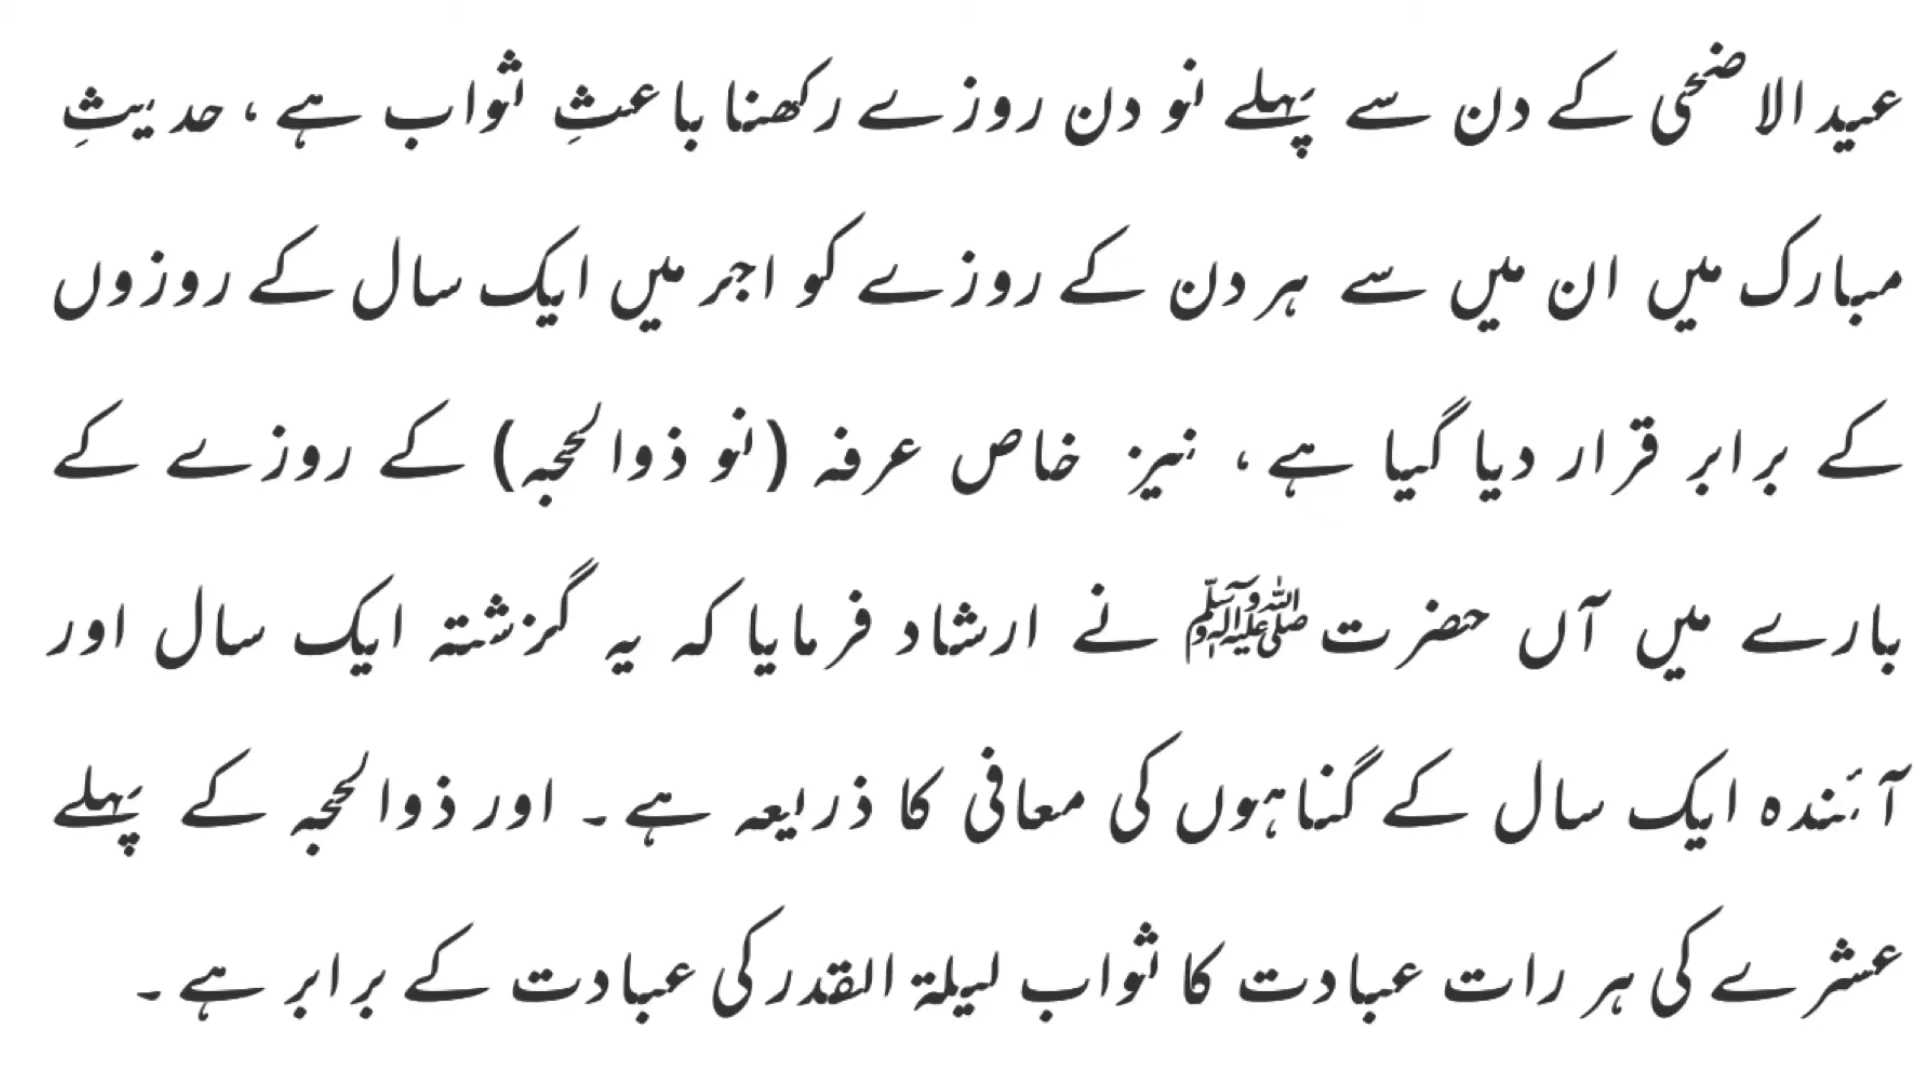 عید الاضحی کے دن سے پہلے نو دن روزے رکھنا باعثِ ثواب ہے ، حدیثِ
مبارک میں ان میں سے ہر دن کے روزے کو اجر میں ایک سال کے روزوں
کے برابر قرار دیا گیا ہے، نیز خاص عرفہ (نو ذوالحجہ) کے روزے کے
بارے میں آں حضرتﷺ نے ارشاد فرمایا کہ یہ گزشتہ ایک سال اور
آئندہ ایک سال کے گناہوں کی معافی کا ذریعہ ہے۔ اور ذوالحجہ کے پہلے
عشرے کی ہر رات عبادت کا ثواب لیلۃ القدر کی عبادت کے برابر ہے۔